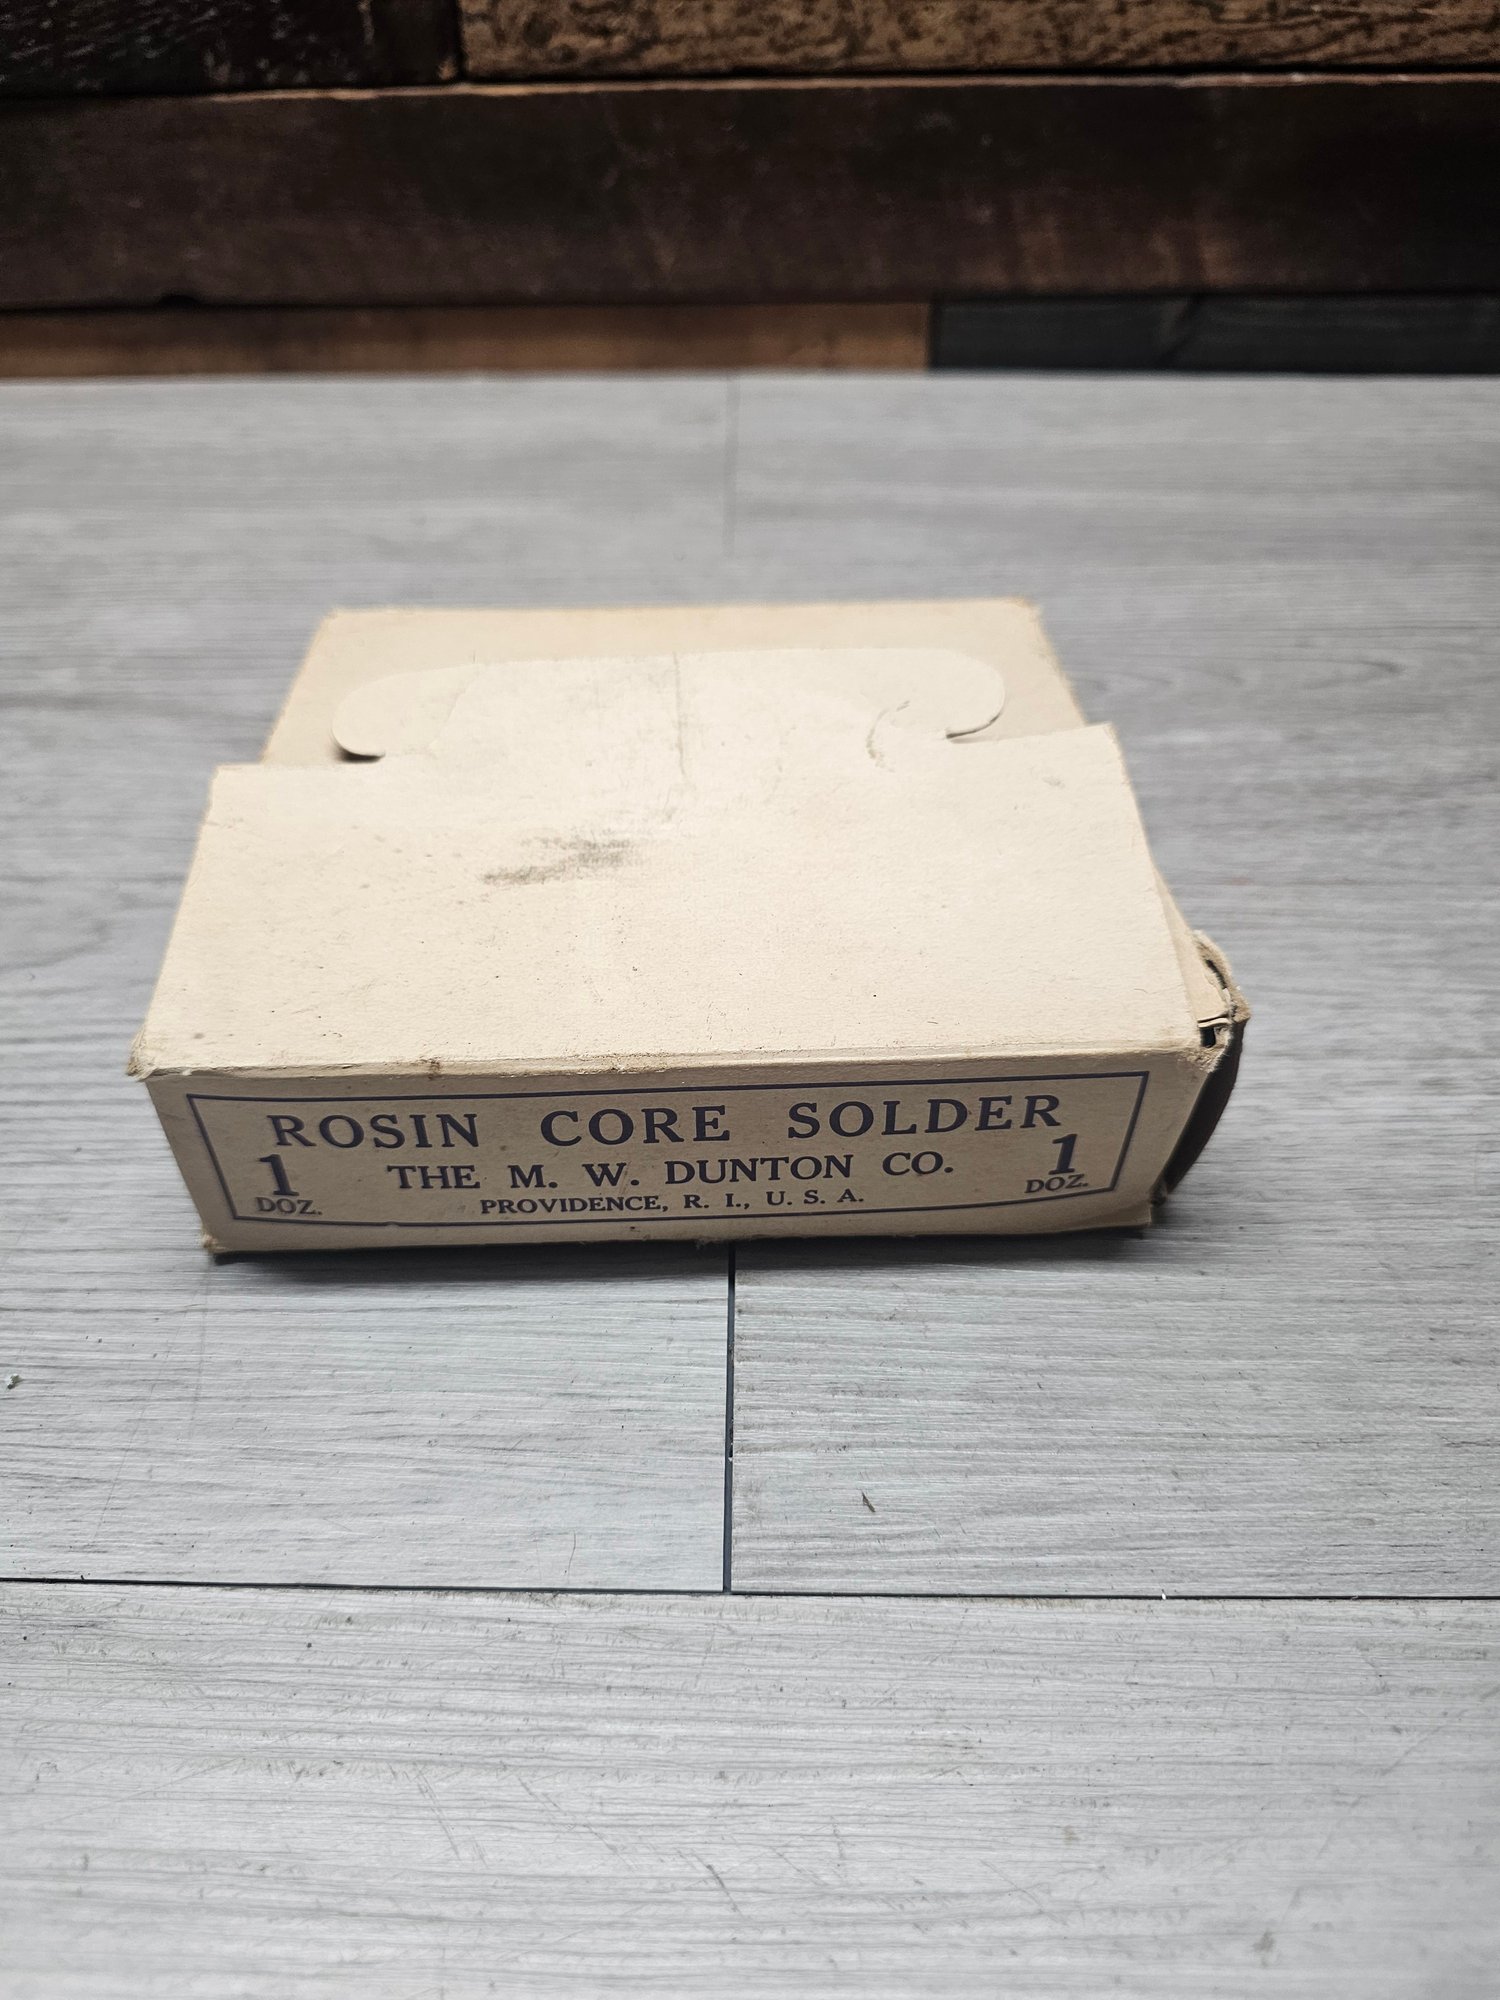 ROSIN CORE SOLDER
1 DOZ.
THE M. W. DUNTON CO.
PROVIDENCE, R. I., U. S. A.
1 DOZ.